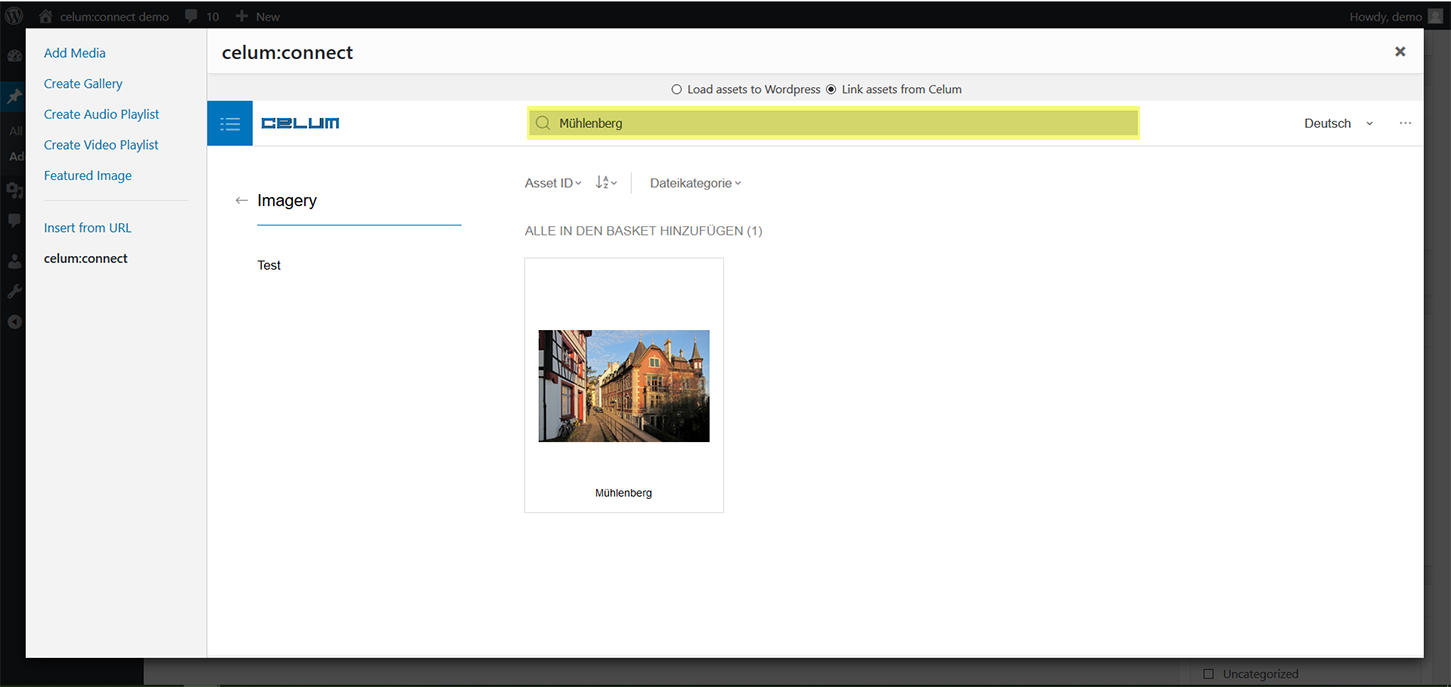 celum:connect demo 10 New Howdy, demo
Add Media
Create Gallery
Create Audio Playlist
Create Video Playlist
Featured Image
Insert from URL
celum:connect
celum:connect
Load assets to Wordpress Link assets from Celum
CELUM Mühlenberg Deutsch
Imagery
Test
Asset ID Dateikategorie
ALLE IN DEN BASKET HINZUFÜGEN (1)
Mühlenberg
All
Ad
Uncategorized